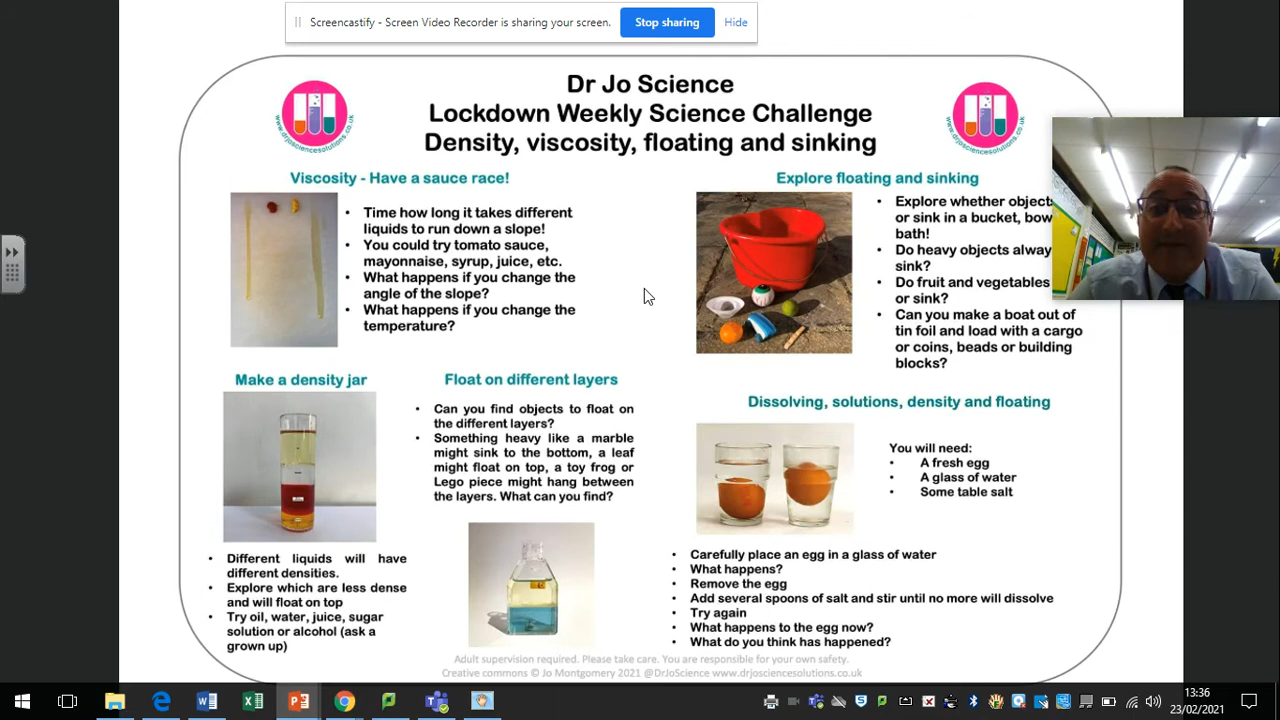 Screencastify - Screen Video Recorder is sharing your screen.
Stop sharing
Hide
Dr Jo Science
Lockdown Weekly Science Challenge
Density, viscosity, floating and sinking
www.drjosciencesolutions.co.uk
www.drjosciencesolutions.co.uk
Viscosity - Have a sauce race!
• Time how long it takes different
liquids to run down a slope!
• You could try tomato sauce,
mayonnaise, syrup, juice, etc.
• What happens if you change the
angle of the slope?
• What happens if you change the
temperature?
Explore floating and sinking
• Explore whether objects
or sink in a bucket, bow
bath!
• Do heavy objects alway
sink?
• Do fruit and vegetables
or sink?
• Can you make a boat out of
tin foil and load with a cargo
or coins, beads or building
blocks?
Make a density jar
• Different liquids will have
different densities.
• Explore which are less dense
and will float on top
• Try oil, water, juice, sugar
solution or alcohol (ask a
grown up)
Float on different layers
• Can you find objects to float on
the different layers?
• Something heavy like a marble
might sink to the bottom, a leaf
might float on top, a toy frog or
Lego piece might hang between
the layers. What can you find?
Dissolving, solutions, density and floating
You will need:
• A fresh egg
• A glass of water
• Some table salt
• Carefully place an egg in a glass of water
• What happens?
• Remove the egg
• Add several spoons of salt and stir until no more will dissolve
• Try again
• What happens to the egg now?
• What do you think has happened?
Adult supervision required. Please take care. You are responsible for your own safety.
Creative commons © Jo Montgomery 2021 @DrJoScience www.drjosciencesolutions.co.uk
13:36
23/02/2021